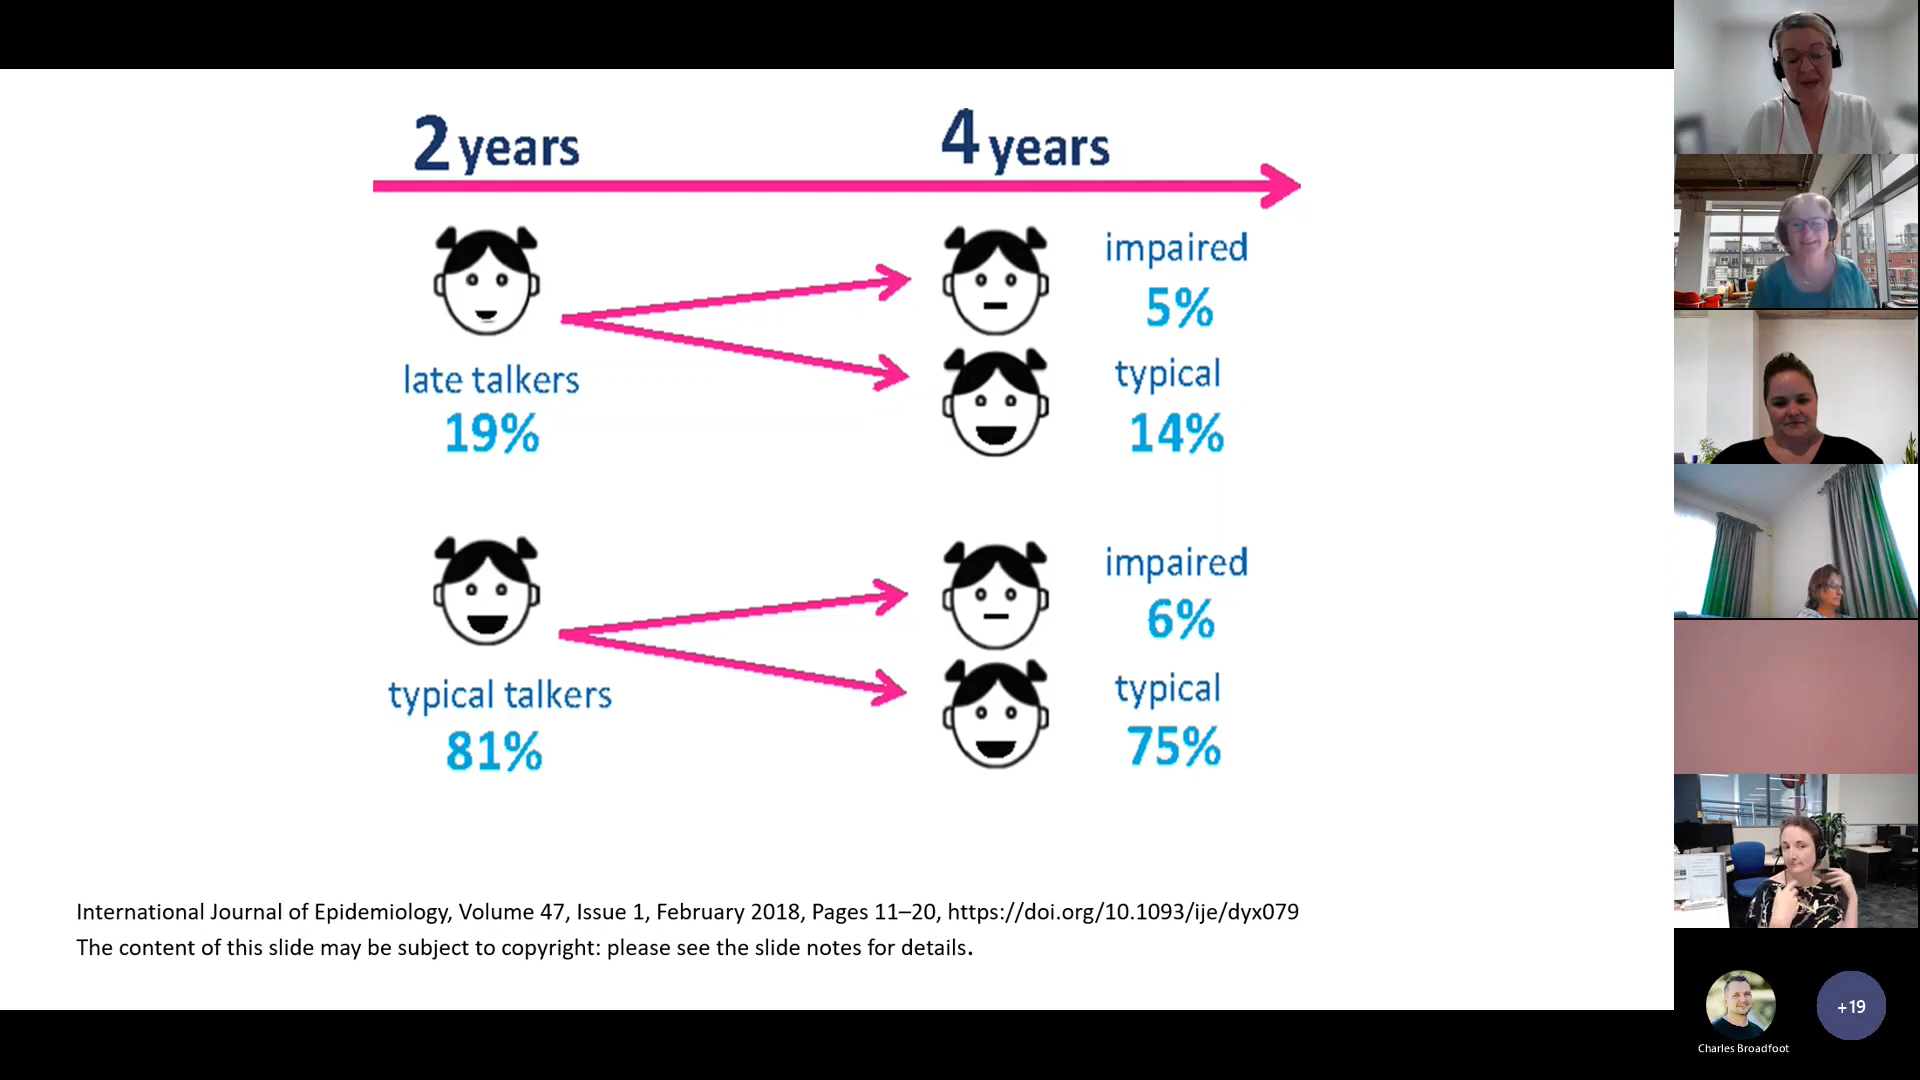 2 years
4 years
impaired
5%
late talkers
19%
typical
14%
impaired
6%
typical talkers
81%
typical
75%
International Journal of Epidemiology, Volume 47, Issue 1, February 2018, Pages 11–20, https://doi.org/10.1093/ije/dyx079
The content of this slide may be subject to copyright: please see the slide notes for details.
+19
Charles Broadfoot